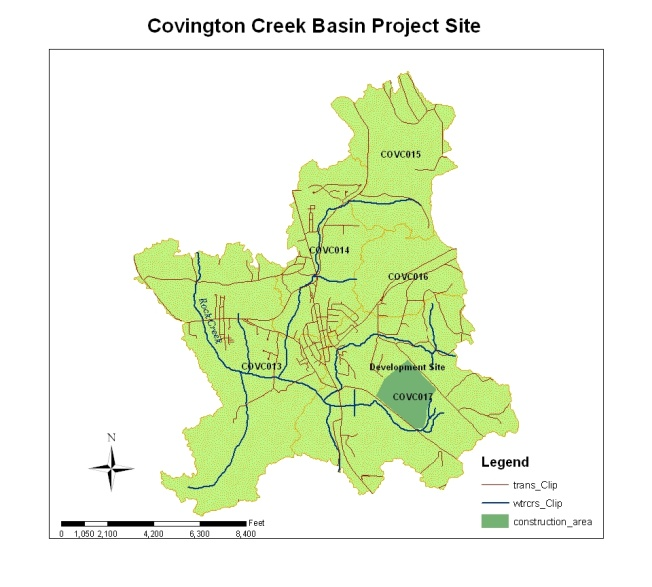 Covington Creek Basin Project Site
COVC015
COVC014
COVC016
Rock Creek
COVC013
Development Site
COVC017
N
Legend
trans_Clip
wtrcrs_Clip
construction_area
Feet
0 1,050 2,100 4,200 6,300 8,400